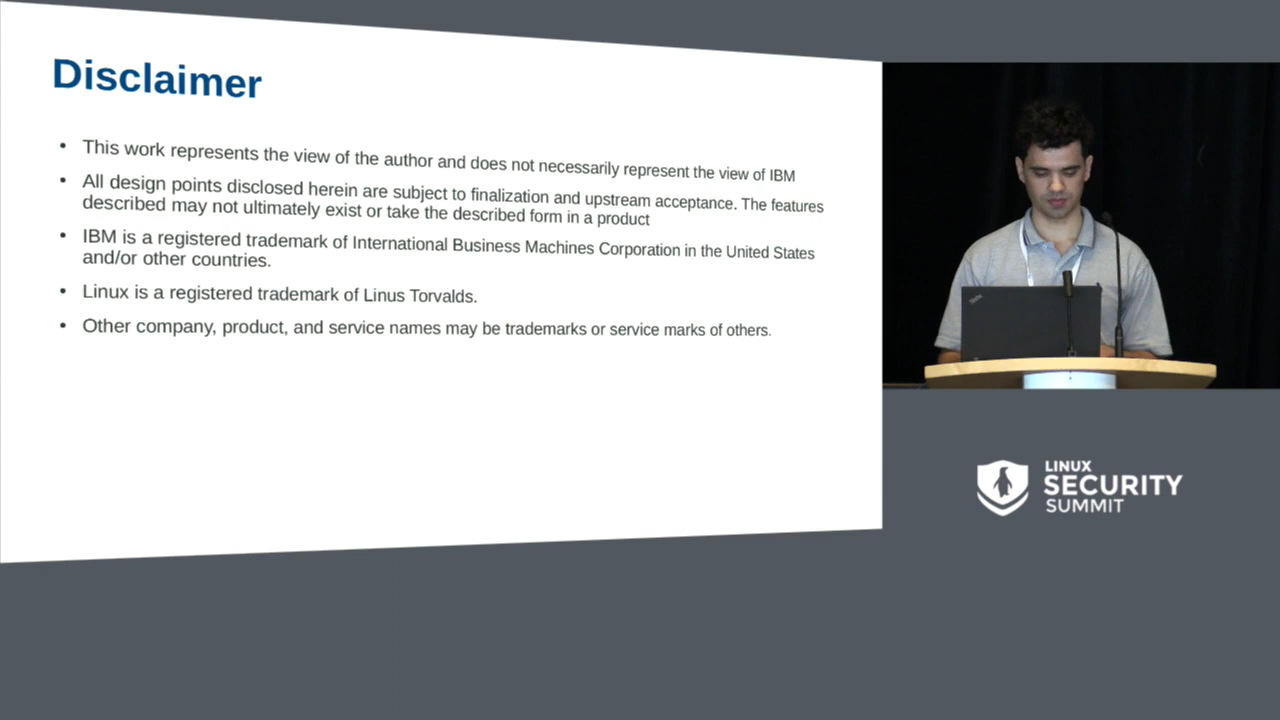 Disclaimer
• This work represents the view of the author and does not necessarily represent the view of IBM
• All design points disclosed herein are subject to finalization and upstream acceptance. The features
described may not ultimately exist or take the described form in a product
• IBM is a registered trademark of International Business Machines Corporation in the United States
and/or other countries.
• Linux is a registered trademark of Linus Torvalds.
• Other company, product, and service names may be trademarks or service marks of others.
LINUX
SECURITY
SUMMIT